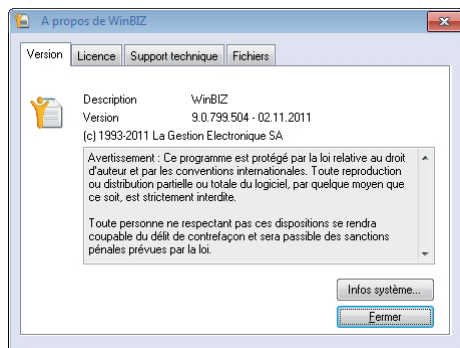 A propos de WinBIZ
Version Licence Support technique Fichiers
Description WinBIZ
Version 9.0.799.504 - 02.11.2011
(c) 1993-2011 La Gestion Electronique SA
Avertissement : Ce programme est protégé par la loi relative au droit
d'auteur et par les conventions internationales. Toute reproduction
ou distribution partielle ou totale du logiciel, par quelque moyen que
ce soit, est strictement interdite.
Toute personne ne respectant pas ces dispositions se rendra
coupable du délit de contrefaçon et sera passible des sanctions
pénales prévues par la loi.
Infos système...
Fermer